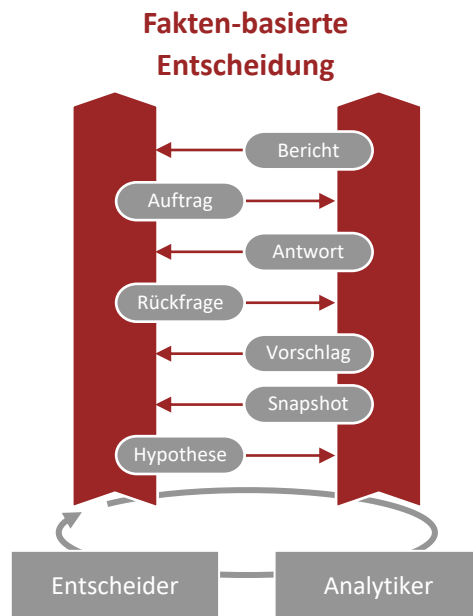 Fakten-basierte
Entscheidung
Bericht
Auftrag
Antwort
Rückfrage
Vorschlag
Snapshot
Hypothese
Entscheider
Analytiker